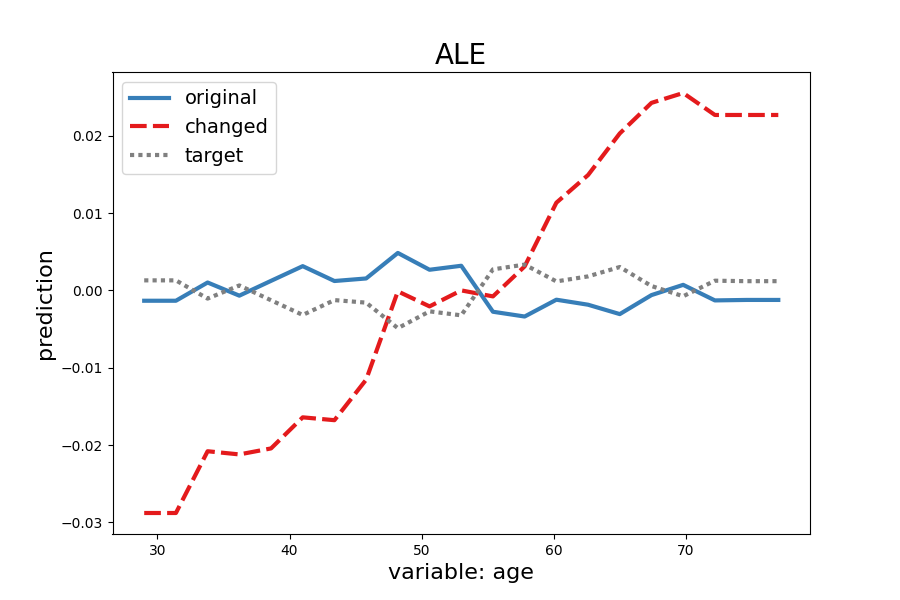 ALE
original
changed
target
0.02
0.01
0.00
−0.01
−0.02
−0.03
prediction
30 40 50 60 70
variable: age